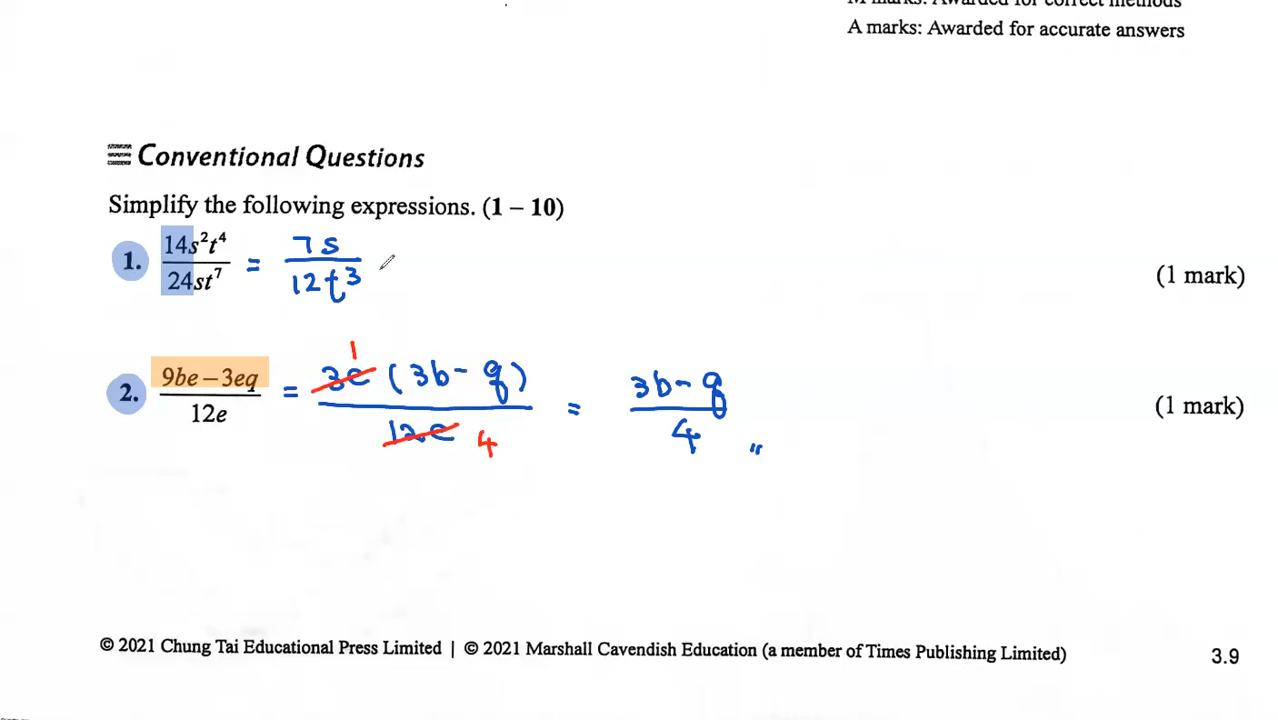 A marks: Awarded for accurate answers
Conventional Questions
Simplify the following expressions. (1 – 10)
1. 14s²t⁴/24st⁷ = 7s/12t³ (1 mark)
2. 9be – 3eq/12e = 3e(3b - q)/12e 1 4 = 3b - q/4 " (1 mark)
© 2021 Chung Tai Educational Press Limited | © 2021 Marshall Cavendish Education (a member of Times Publishing Limited)
3.9